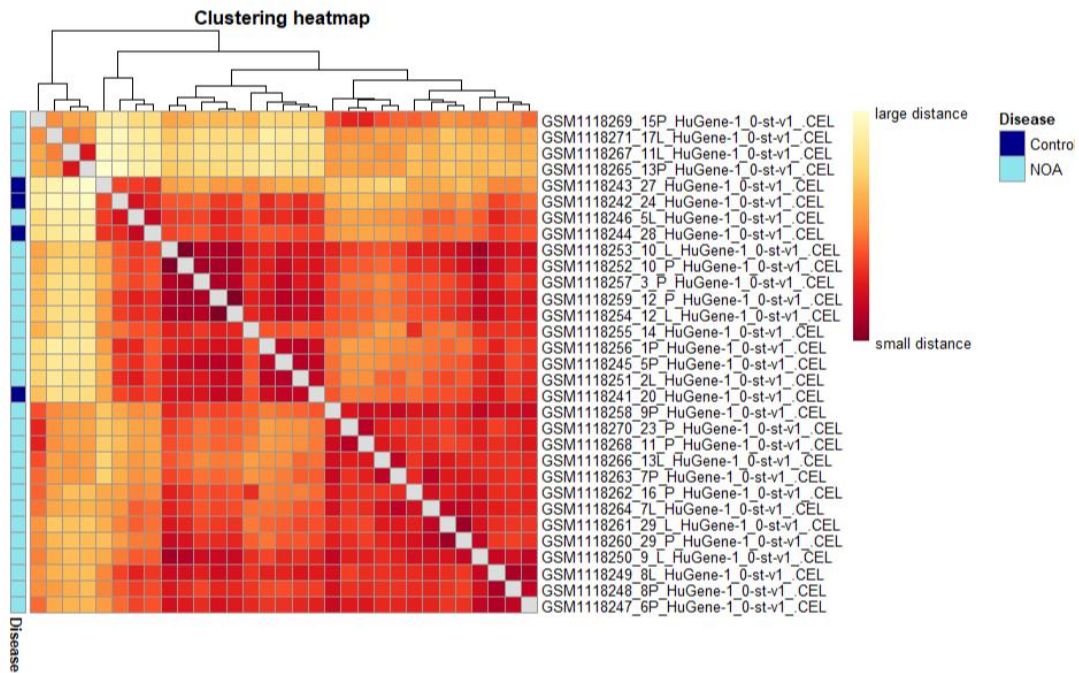 Clustering heatmap
GSM1118269_15P_HuGene-1_0-st-v1_.CEL
GSM1118271_17L_HuGene-1_0-st-v1_.CEL
GSM1118267_11L_HuGene-1_0-st-v1_.CEL
GSM1118265_13P_HuGene-1_0-st-v1_.CEL
GSM1118243_27_HuGene-1_0-st-v1_.CEL
GSM1118242_24_HuGene-1_0-st-v1_.CEL
GSM1118246_5L_HuGene-1_0-st-v1_.CEL
GSM1118244_28_HuGene-1_0-st-v1_.CEL
GSM1118253_10_L_HuGene-1_0-st-v1_.CEL
GSM1118252_10_P_HuGene-1_0-st-v1_.CEL
GSM1118257_3_P_HuGene-1_0-st-v1_.CEL
GSM1118259_12_P_HuGene-1_0-st-v1_.CEL
GSM1118254_12_L_HuGene-1_0-st-v1_.CEL
GSM1118255_14_HuGene-1_0-st-v1_.CEL
GSM1118256_1P_HuGene-1_0-st-v1_.CEL
GSM1118245_5P_HuGene-1_0-st-v1_.CEL
GSM1118251_2L_HuGene-1_0-st-v1_.CEL
GSM1118241_20_HuGene-1_0-st-v1_.CEL
GSM1118258_9P_HuGene-1_0-st-v1_.CEL
GSM1118270_23_P_HuGene-1_0-st-v1_.CEL
GSM1118268_11_P_HuGene-1_0-st-v1_.CEL
GSM1118266_13L_HuGene-1_0-st-v1_.CEL
GSM1118263_7P_HuGene-1_0-st-v1_.CEL
GSM1118262_16_P_HuGene-1_0-st-v1_.CEL
GSM1118264_7L_HuGene-1_0-st-v1_.CEL
GSM1118261_29_L_HuGene-1_0-st-v1_.CEL
GSM1118260_29_P_HuGene-1_0-st-v1_.CEL
GSM1118250_9_L_HuGene-1_0-st-v1_.CEL
GSM1118249_8L_HuGene-1_0-st-v1_.CEL
GSM1118248_8P_HuGene-1_0-st-v1_.CEL
GSM1118247_6P_HuGene-1_0-st-v1_.CEL
Disease
large distance
small distance
Disease
Control
NOA